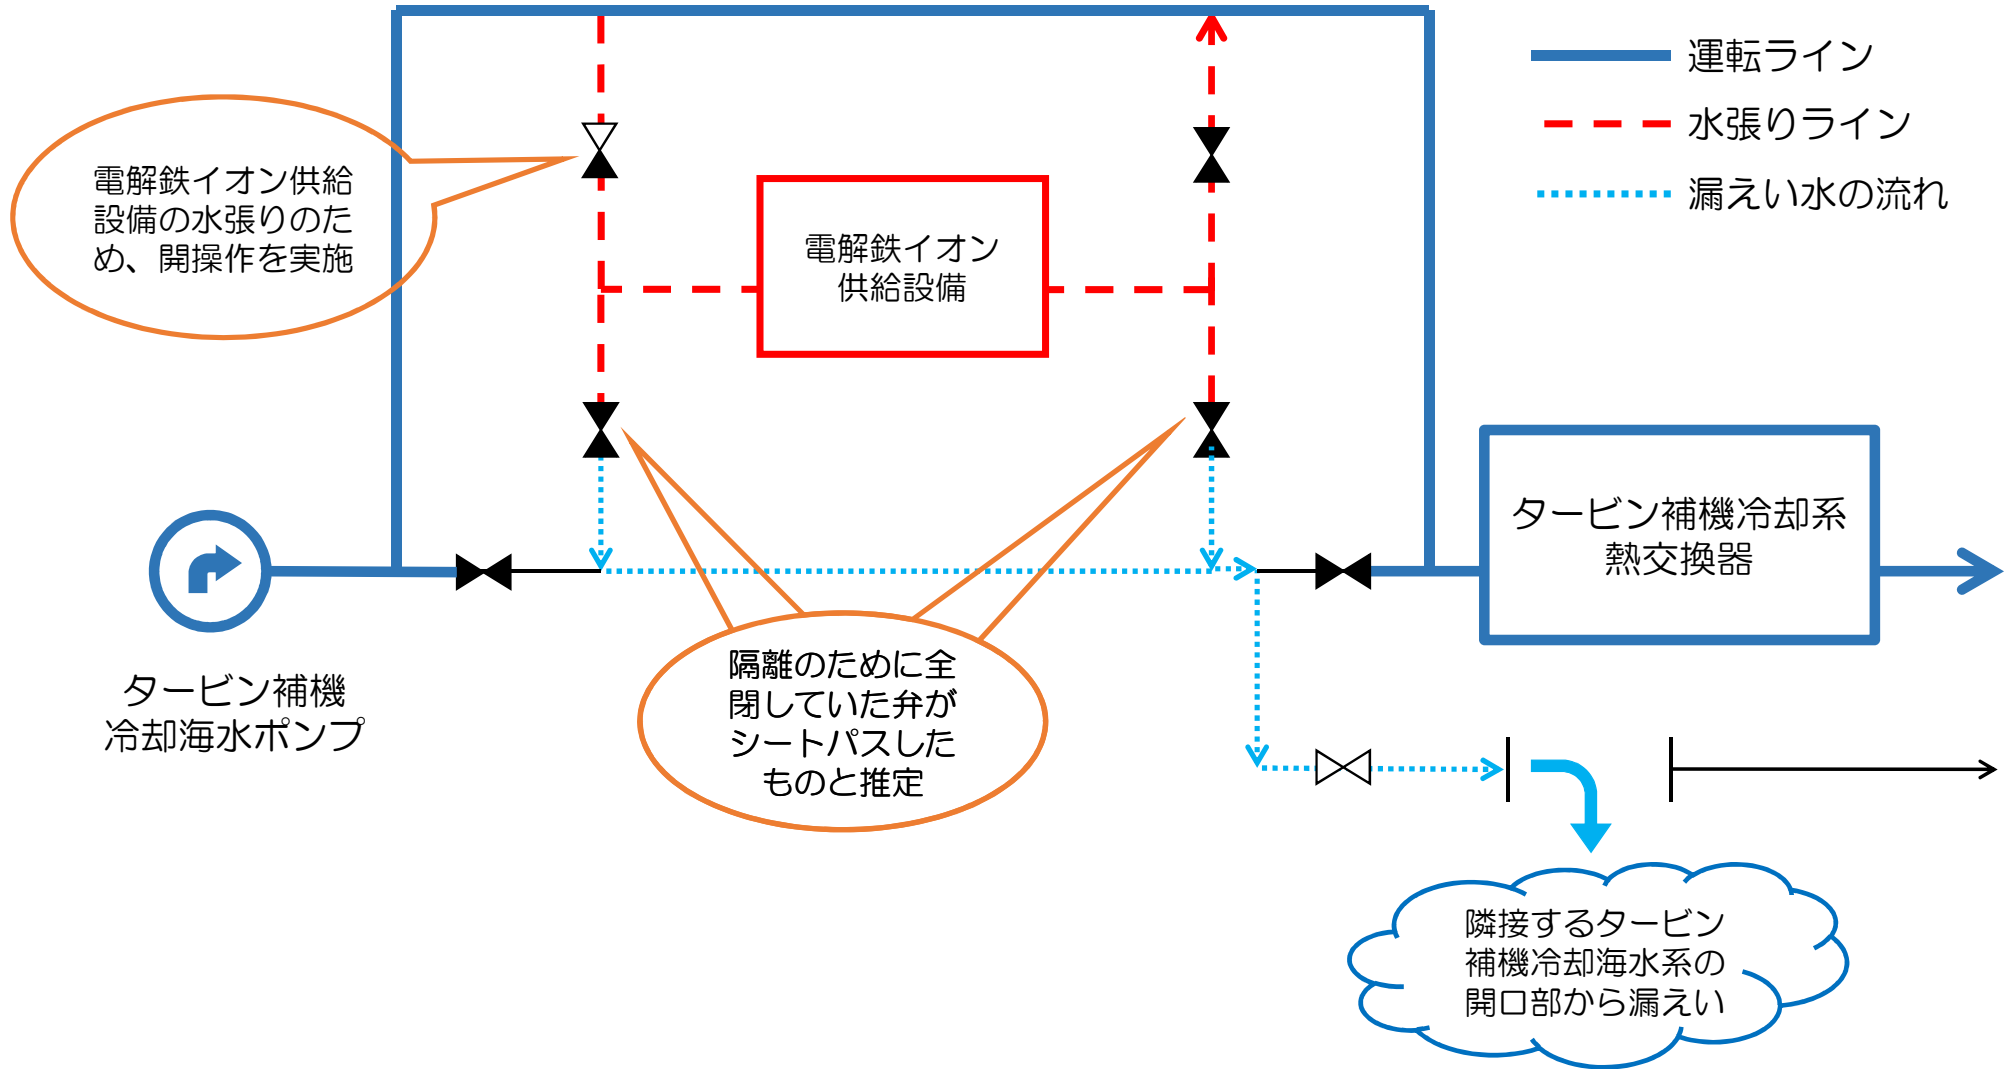 運転ライン
水張りライン
漏えい水の流れ
電解鉄イオン供給
設備の水張りのた
め、開操作を実施
電解鉄イオン
供給設備
タービン補機冷却系
熱交換器
タービン補機
冷却海水ポンプ
隔離のために全
閉していた弁が
シートパスした
ものと推定
隣接するタービン
補機冷却海水系の
開口部から漏えい